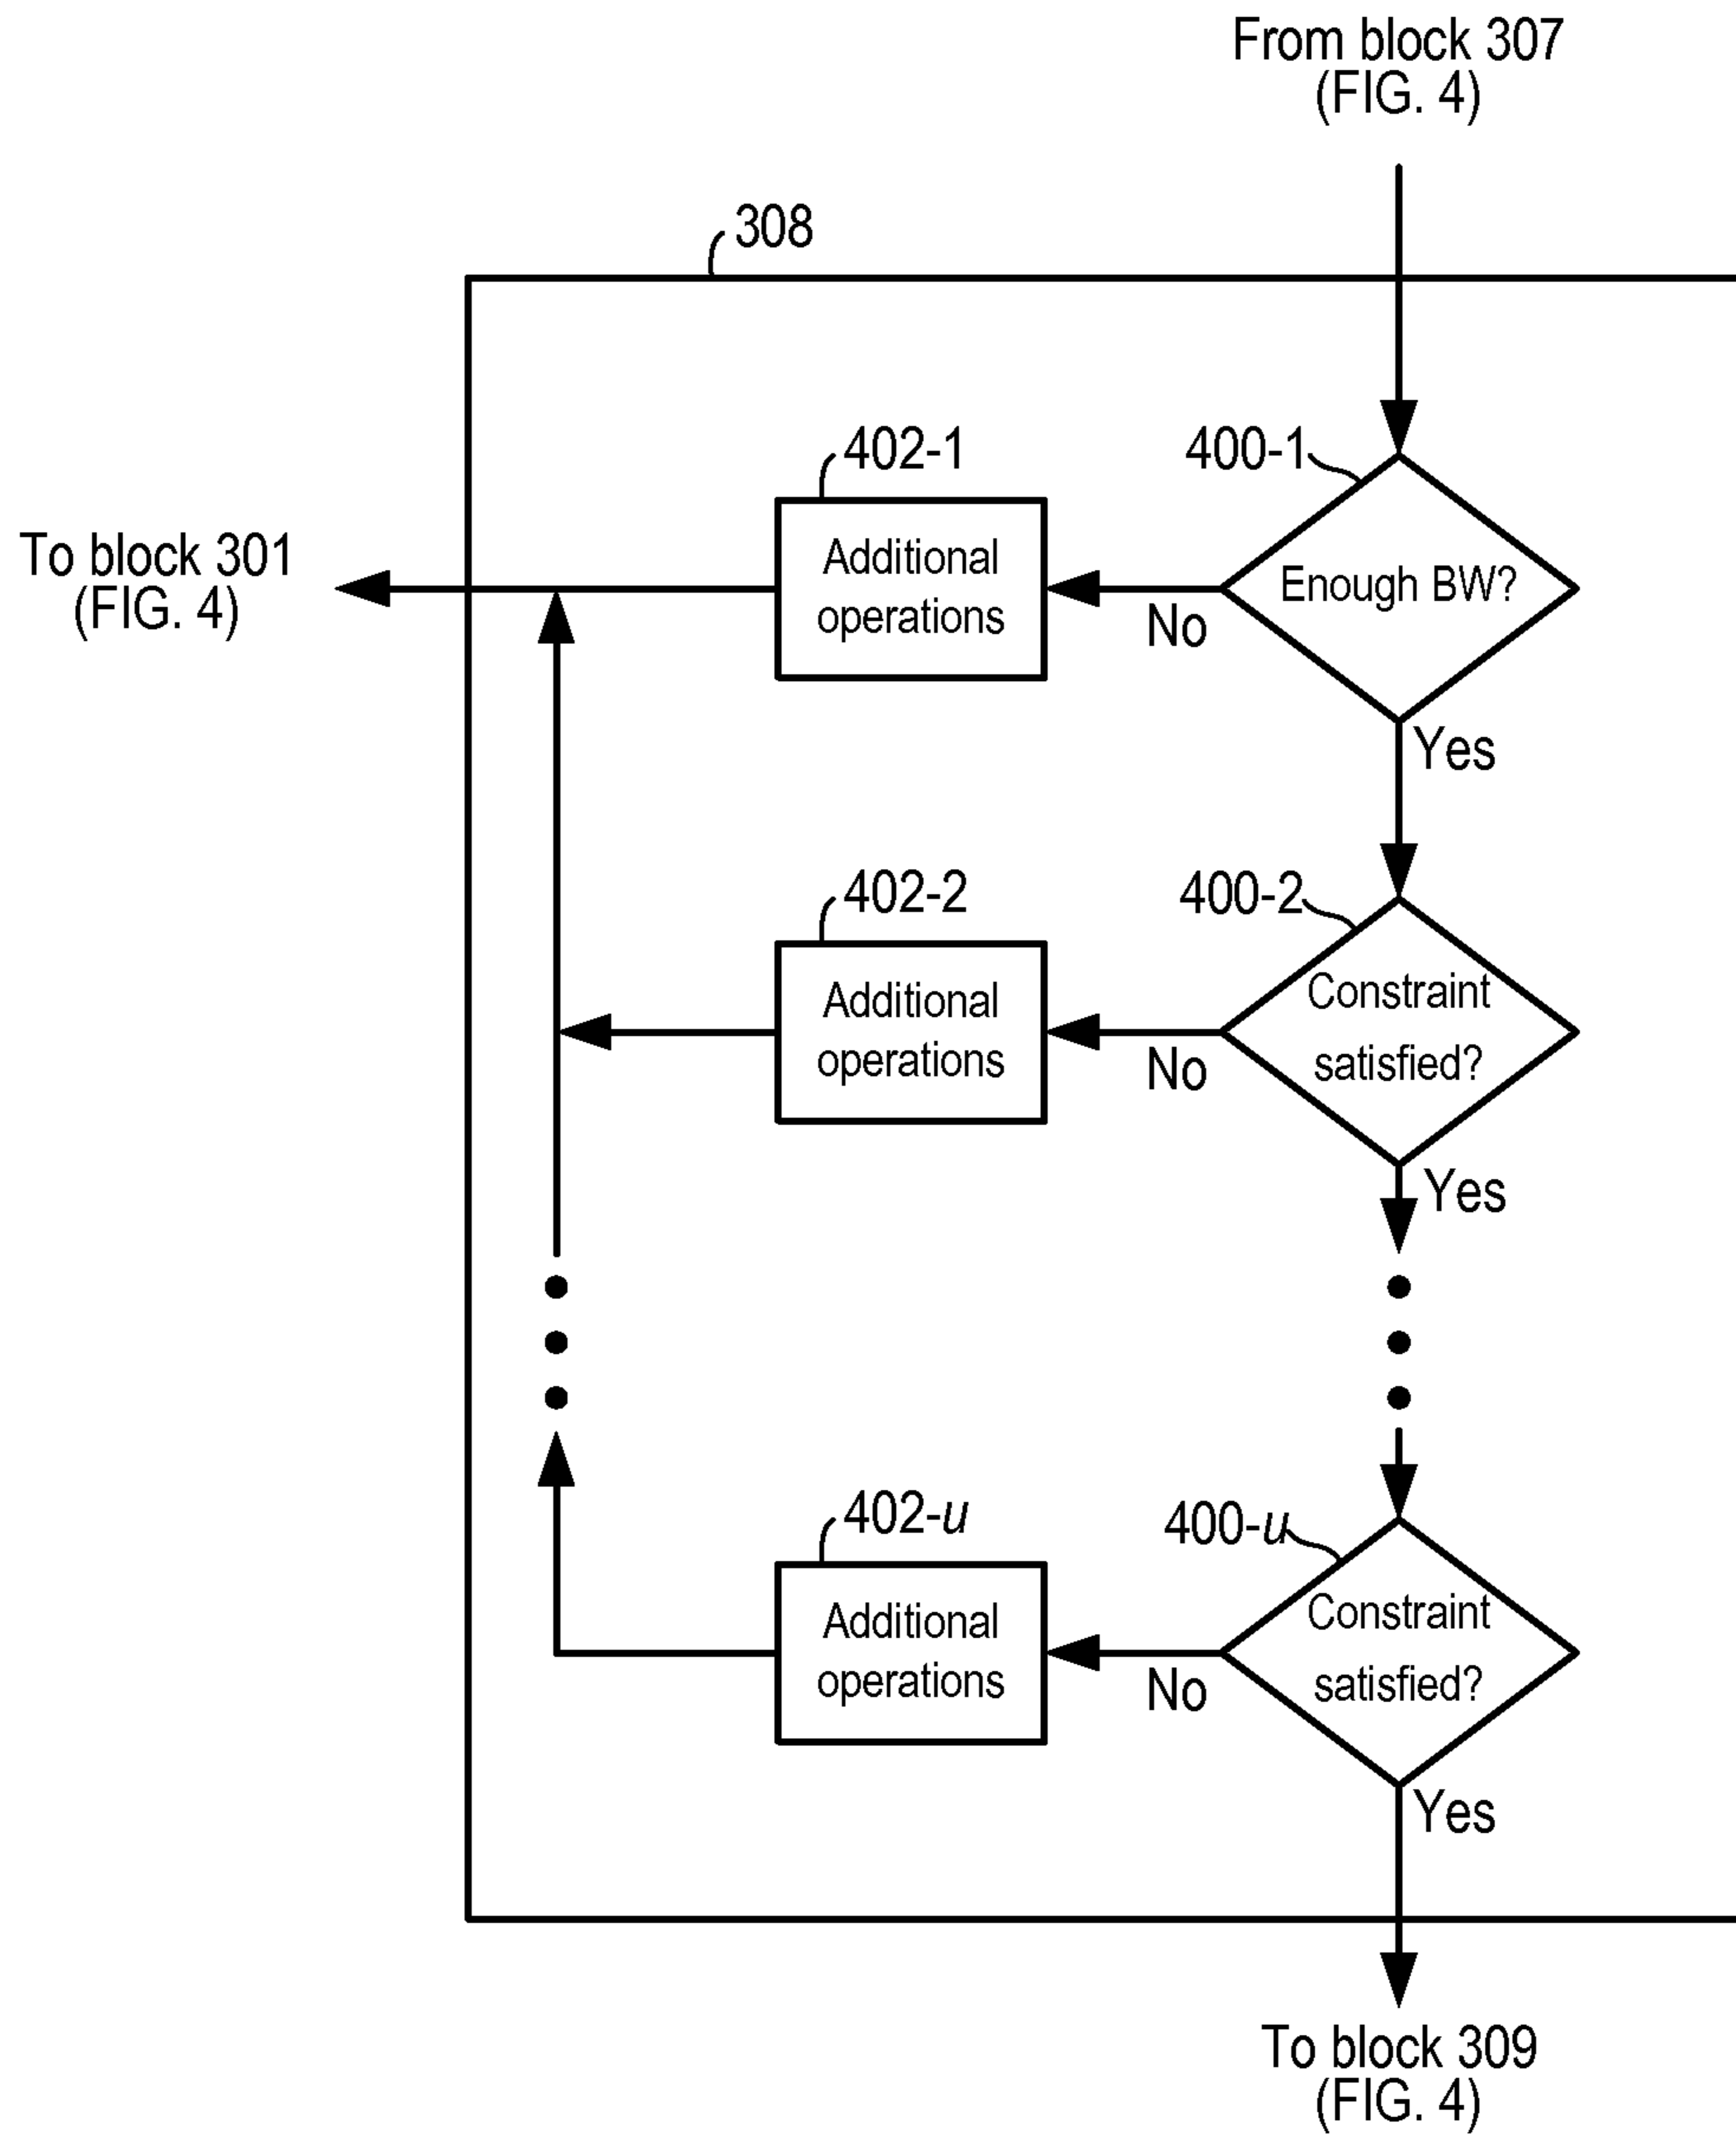 From block 307
(FIG. 4)
308
402-1
400-1
To block 301
(FIG. 4)
Additional
operations
Enough BW?
No
Yes
402-2
400-2
Additional
operations
Constraint
satisfied?
No
Yes
402-u
400-u
Additional
operations
Constraint
satisfied?
No
Yes
To block 309
(FIG. 4)